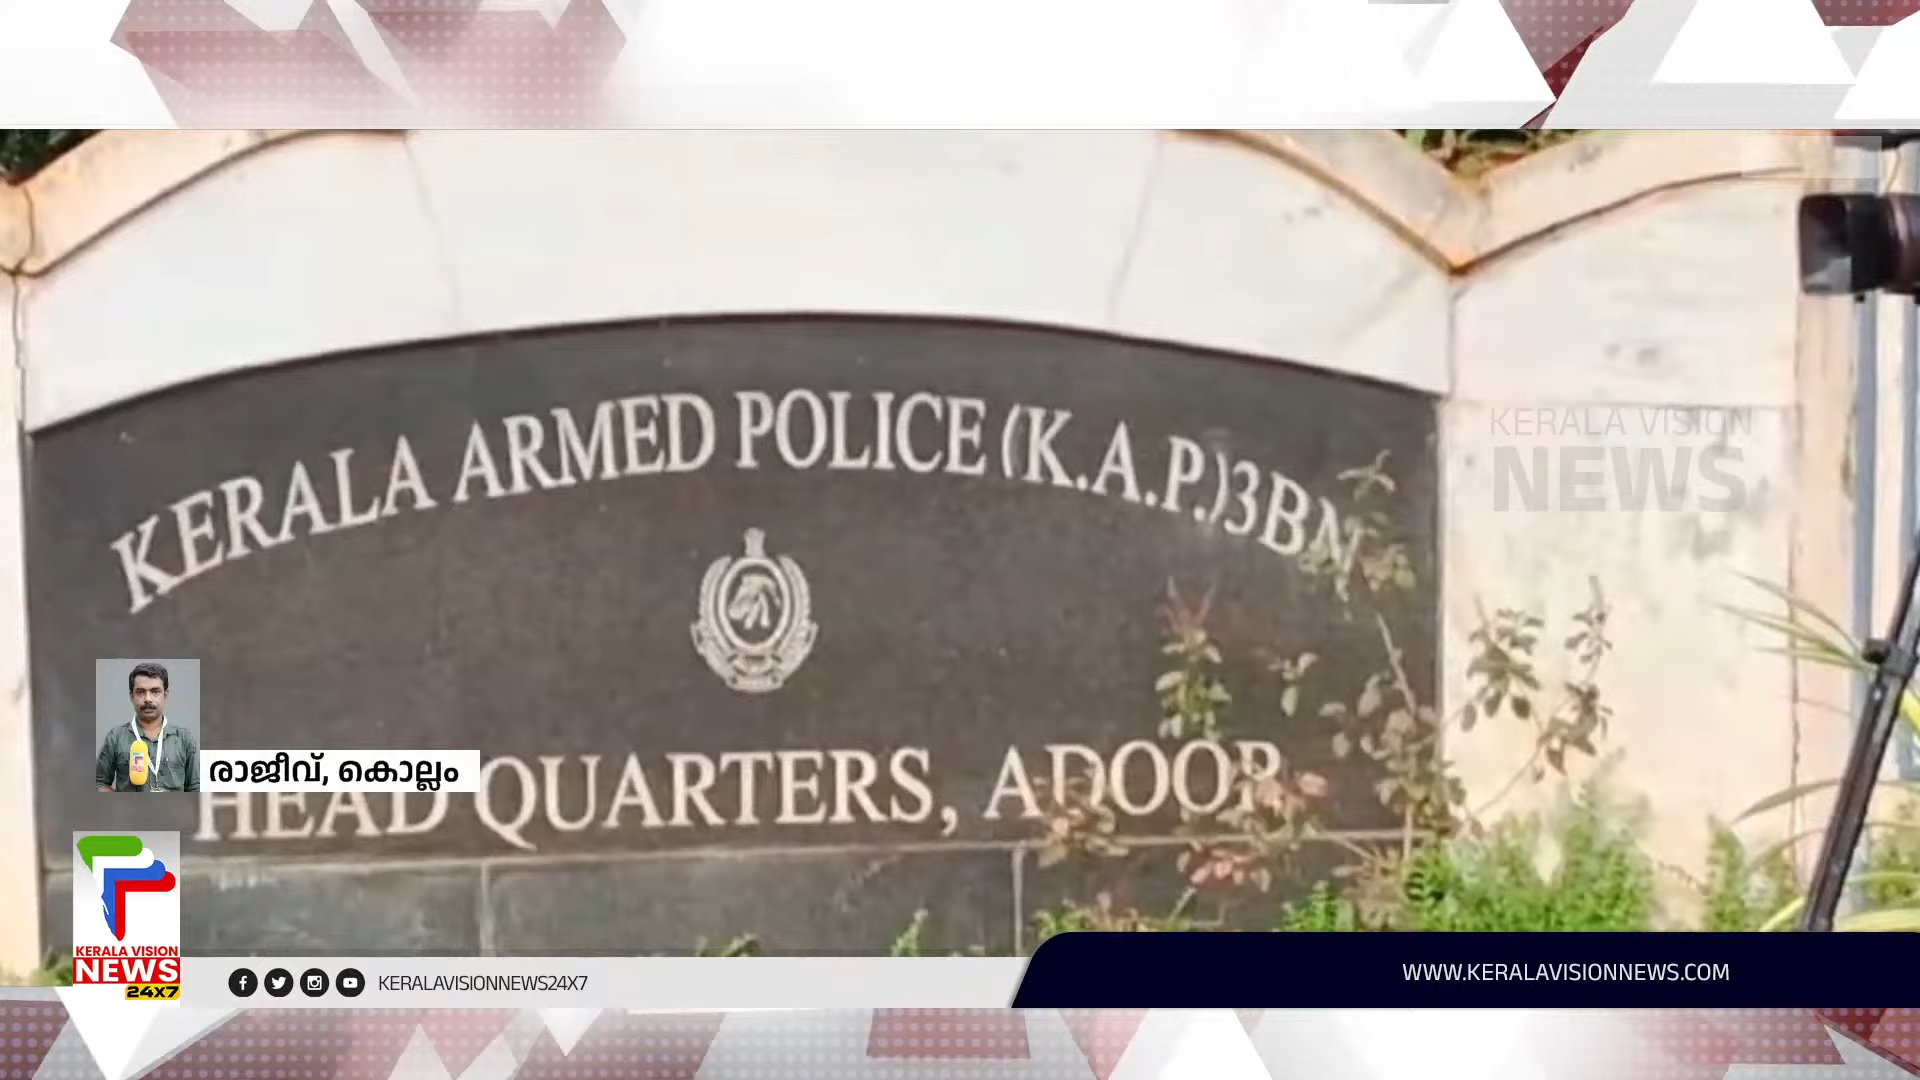 KERALA ARMED POLICE (K.A.P.)3BN
KERALA VISION
NEWS
രാജീവ്, കൊല്ലം
HEAD QUARTERS, ADOOR
KERALA VISION
NEWS
24X7
KERALAVISIONNEWS24X7
WWW.KERALAVISIONNEWS.COM